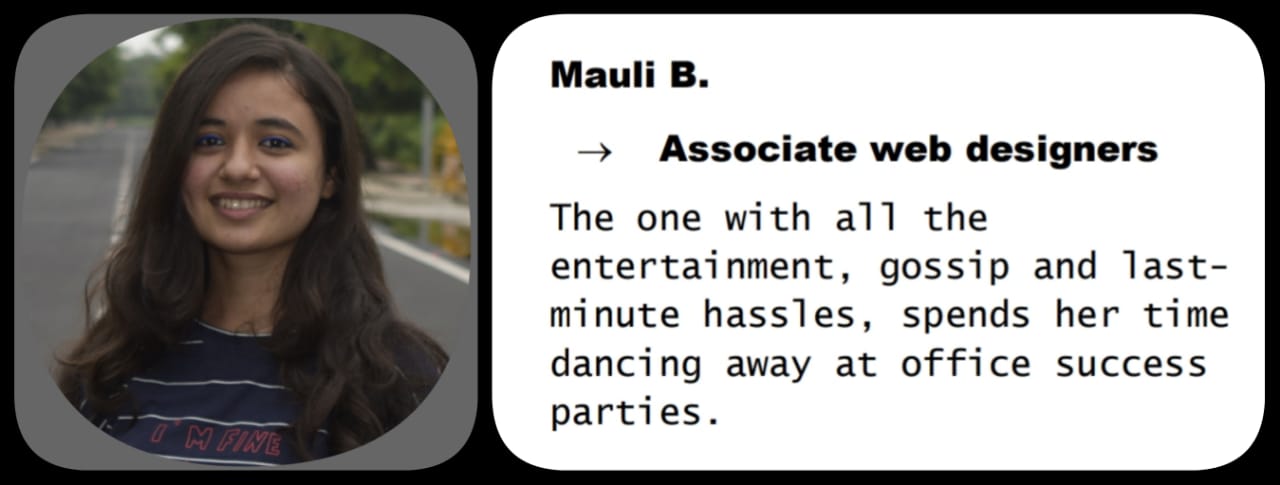 I'M FINE
Mauli B.
→ Associate web designers
The one with all the
entertainment, gossip and last-
minute hassles, spends her time
dancing away at office success
parties.